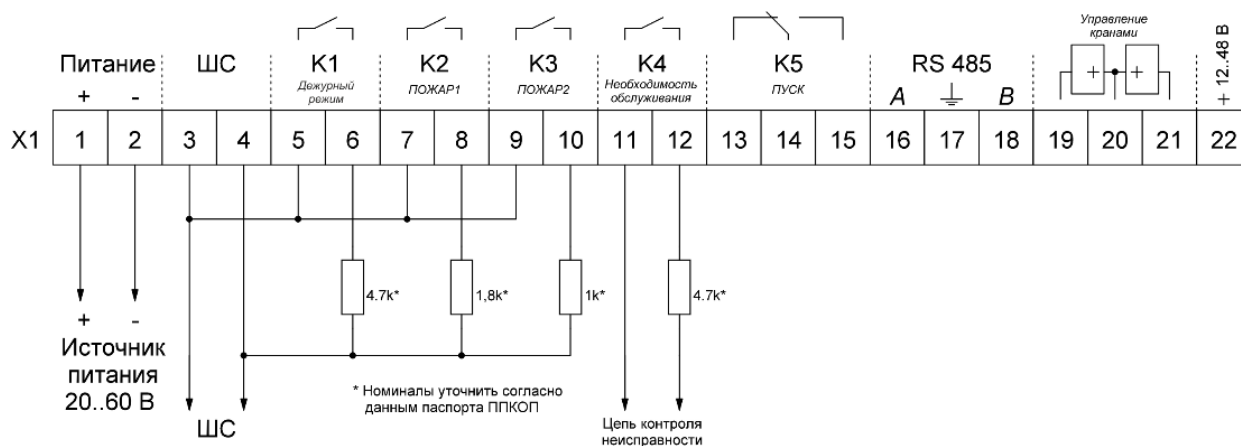 Управление
кранами
Питание ШС K1 K2 K3 K4 K5 RS 485
+ - Дежурный режим ПОЖАР1 ПОЖАР2 Необходимость обслуживания ПУСК A B
+ +
+ 12..48 В
X1 1 2 3 4 5 6 7 8 9 10 11 12 13 14 15 16 17 18 19 20 21 22
4.7k* 1,8k* 1k* 4.7k*
+ -
Источник
питания
20..60 В
ШС
* Номиналы уточнить согласно
данным паспорта ППКОП
Цепь контроля
неисправности